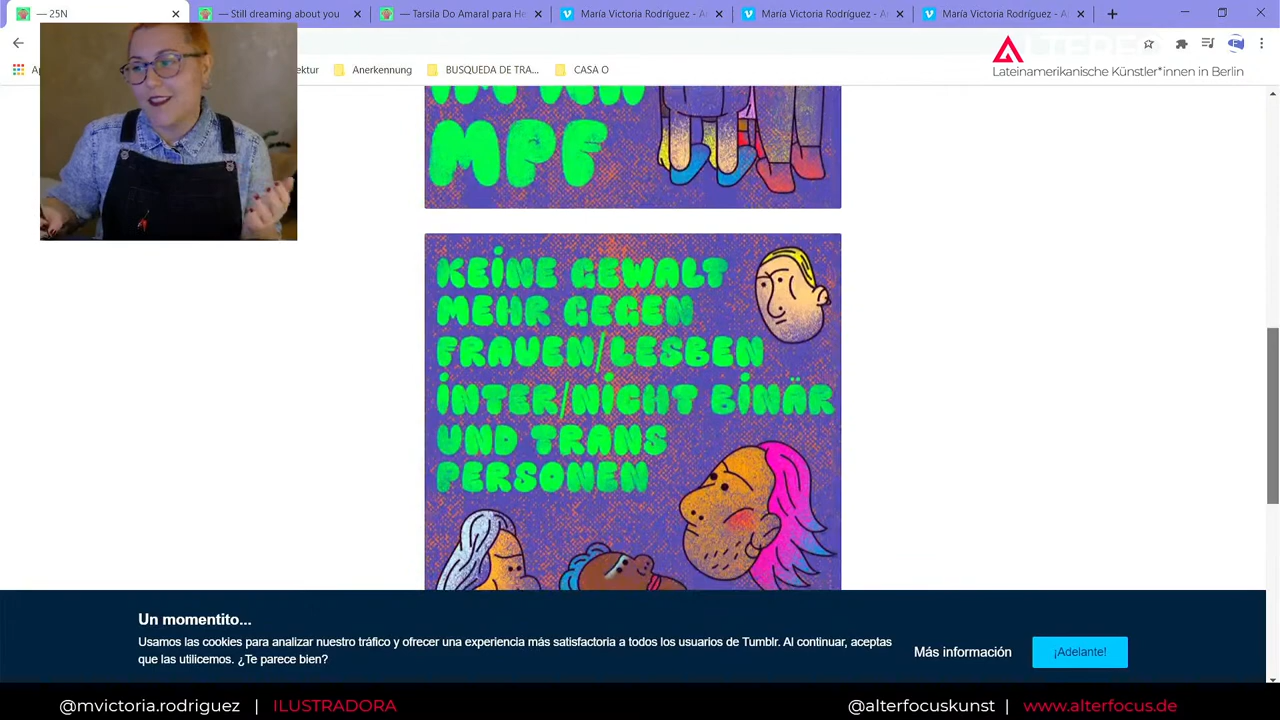 — 25N
— Still dreaming about you
Tarsila Do Amaral para He
María Victoria Rodríguez - A
María Victoria Rodríguez - Ap
María Victoria Rodríguez - Ap
ektur
Anerkennung
BUSQUEDA DE TRA...
CASA O
Lateinamerikanische Künstler*innen in Berlin
MPF
KEINE GEWALT
MEHR GEGEN
FRAUEN/LESBEN
INTER/NICHT BINÄR
UND TRANS
PERSONEN
Un momentito...
Usamos las cookies para analizar nuestro tráfico y ofrecer una experiencia más satisfactoria a todos los usuarios de Tumblr. Al continuar, aceptas
que las utilicemos. ¿Te parece bien?
Más información
¡Adelante!
@mvictoria.rodriguez | ILUSTRADORA
@alterfocuskunst | www.alterfocus.de